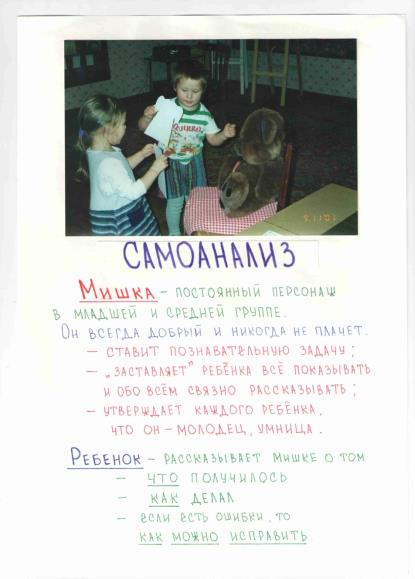 САМОАНАЛИЗ
МИШКА – ПОСТОЯННЫЙ ПЕРСОНАЖ
В МЛАДШЕЙ И СРЕДНЕЙ ГРУППЕ.
ОН ВСЕГДА ДОБРЫЙ И НИКОГДА НЕ ПЛАЧЕТ.
– СТАВИТ ПОЗНАВАТЕЛЬНУЮ ЗАДАЧУ;
– „ЗАСТАВЛЯЕТ" РЕБЁНКА ВСЁ ПОКАЗЫВАТЬ
И ОБО ВСЁМ СВЯЗНО РАССКАЗЫВАТЬ;
– УТВЕРЖДАЕТ КАЖДОГО РЕБЁНКА,
ЧТО ОН – МОЛОДЕЦ, УМНИЦА.
РЕБЕНОК – РАССКАЗЫВАЕТ МИШКЕ О ТОМ
– ЧТО ПОЛУЧИЛОСЬ
– КАК ДЕЛАЛ
– ЕСЛИ ЕСТЬ ОШИБКИ, ТО
КАК МОЖНО ИСПРАВИТЬ